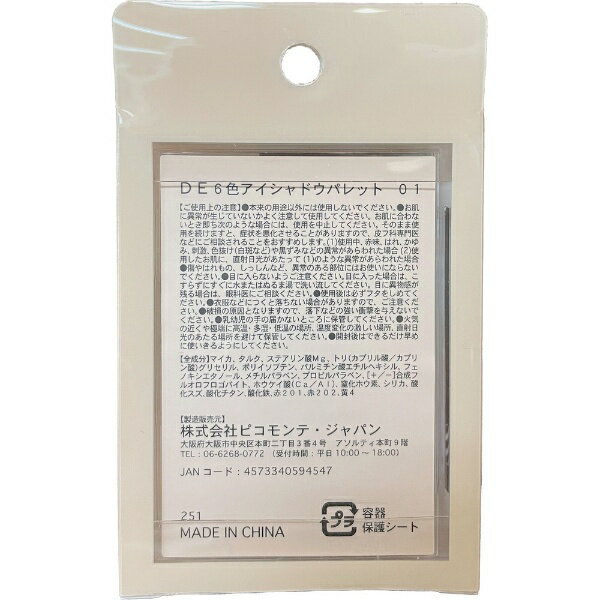 DE6色アイシャドウパレット 01
【ご使用上の注意】●本来の用途以外には使用しないでください。●お肌
に異常が生じていないかよく注意して使用してください。お肌に合わな
いとき即ち次のような場合には、使用を中止してください。そのまま使用
を続けますと、症状を悪化させることがありますので、皮フ科専門医
などにご相談されることをおすすめします。(1)使用中、赤味、はれ、かゆ
み、刺激、色抜け(白斑など)や黒ずみなどの異常があらわれた場合(2)使
用したお肌に、直射日光があたって(1)のような異常があらわれた場合
●傷やはれもの、しっしんなど、異常のある部位にはお使いにならない
でください。●目に入らないようご注意ください。目に入った場合は、こ
すらずにすぐに水またはぬるま湯で洗い流してください。目に異物感が
残る場合は、眼科医にご相談ください。●使用後は必ずフタをしめてく
ださい。●衣服などにつくと落ちない場合がありますので、ご注意くださ
い。●破損の原因となりますので、落下などの強い衝撃を与えないで
ください。●乳幼児の手の届かないところに保管してください。●火気
の近くや極端に高温・多湿・低温の場所、温度変化の激しい場所、直射日
光のあたる場所を避けて保管してください。●開封後はできるだけ早め
に使いきるようにしてください。
【全成分】マイカ、タルク、ステアリン酸Mg、トリ(カプリル酸/カプリ
ン酸)グリセリル、ポリイソブテン、パルミチン酸エチルヘキシル、フェ
ノキシエタノール、メチルパラベン、プロピルパラベン、[+/-]合成フ
ルオロフロゴパイト、ホウケイ酸(Ca/Al)、窒化ホウ素、シリカ、酸
化スズ、酸化チタン、酸化鉄、赤201、赤202、黄4
【製造販売元】
株式会社ピコモンテ・ジャパン
大阪府大阪市中央区本町二丁目3番4号 アソルティ本町9階
TEL:06-6268-0772 (受付時間:平日10:00~18:00)
JANコード:4573340594547
251
MADE IN CHINA
プラ
容器
保護シート